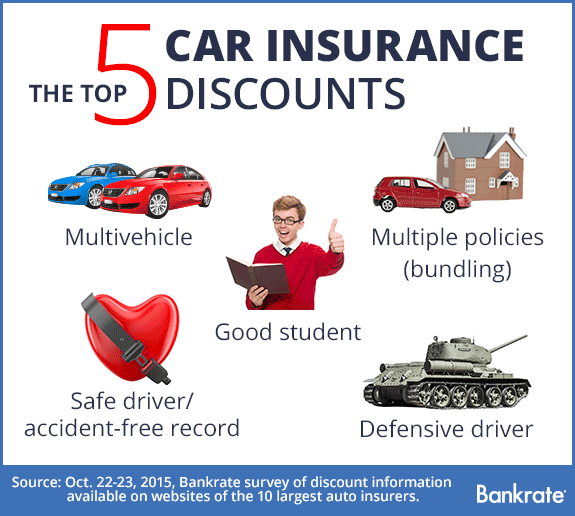 THE TOP 5 CAR INSURANCE
DISCOUNTS
Multivehicle
Multiple policies
(bundling)
Good student
Safe driver/
accident-free record
Defensive driver
Source: Oct. 22-23, 2015, Bankrate survey of discount information
available on websites of the 10 largest auto insurers.
Bankrate®